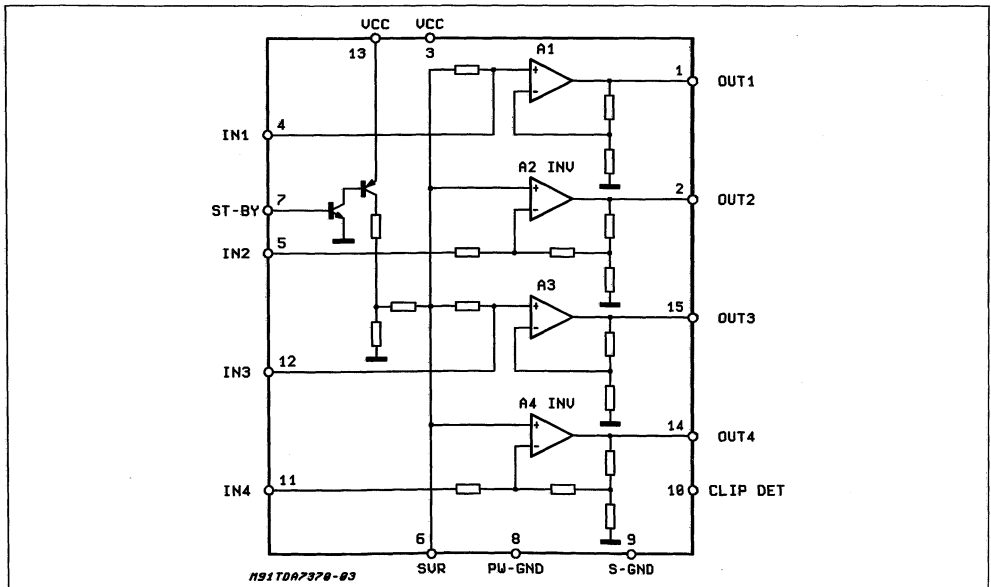 VCC VCC
13 3
A1
+
-
1 OUT1
4
IN1
A2 INV
+
-
2 OUT2
7
ST-BY
5
IN2
A3
+
-
15 OUT3
12
IN3
A4 INV
+
-
14 OUT4
11
IN4
10 CLIP DET
6 8 9
SVR PW-GND S-GND
M91TDA7370-03